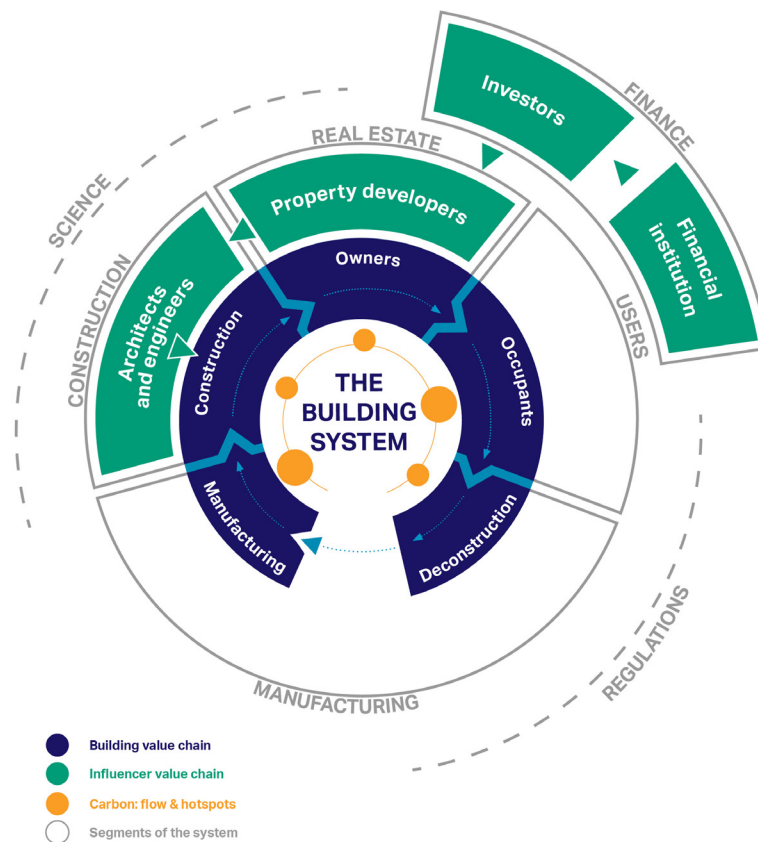 FINANCE
Investors
Financial
institution
REAL ESTATE
Property developers
SCIENCE
CONSTRUCTION
Architects
and engineers
USERS
Owners
Construction
Occupants
THE
BUILDING
SYSTEM
Manufacturing
Deconstruction
MANUFACTURING
REGULATIONS
Building value chain
Influencer value chain
Carbon: flow & hotspots
Segments of the system